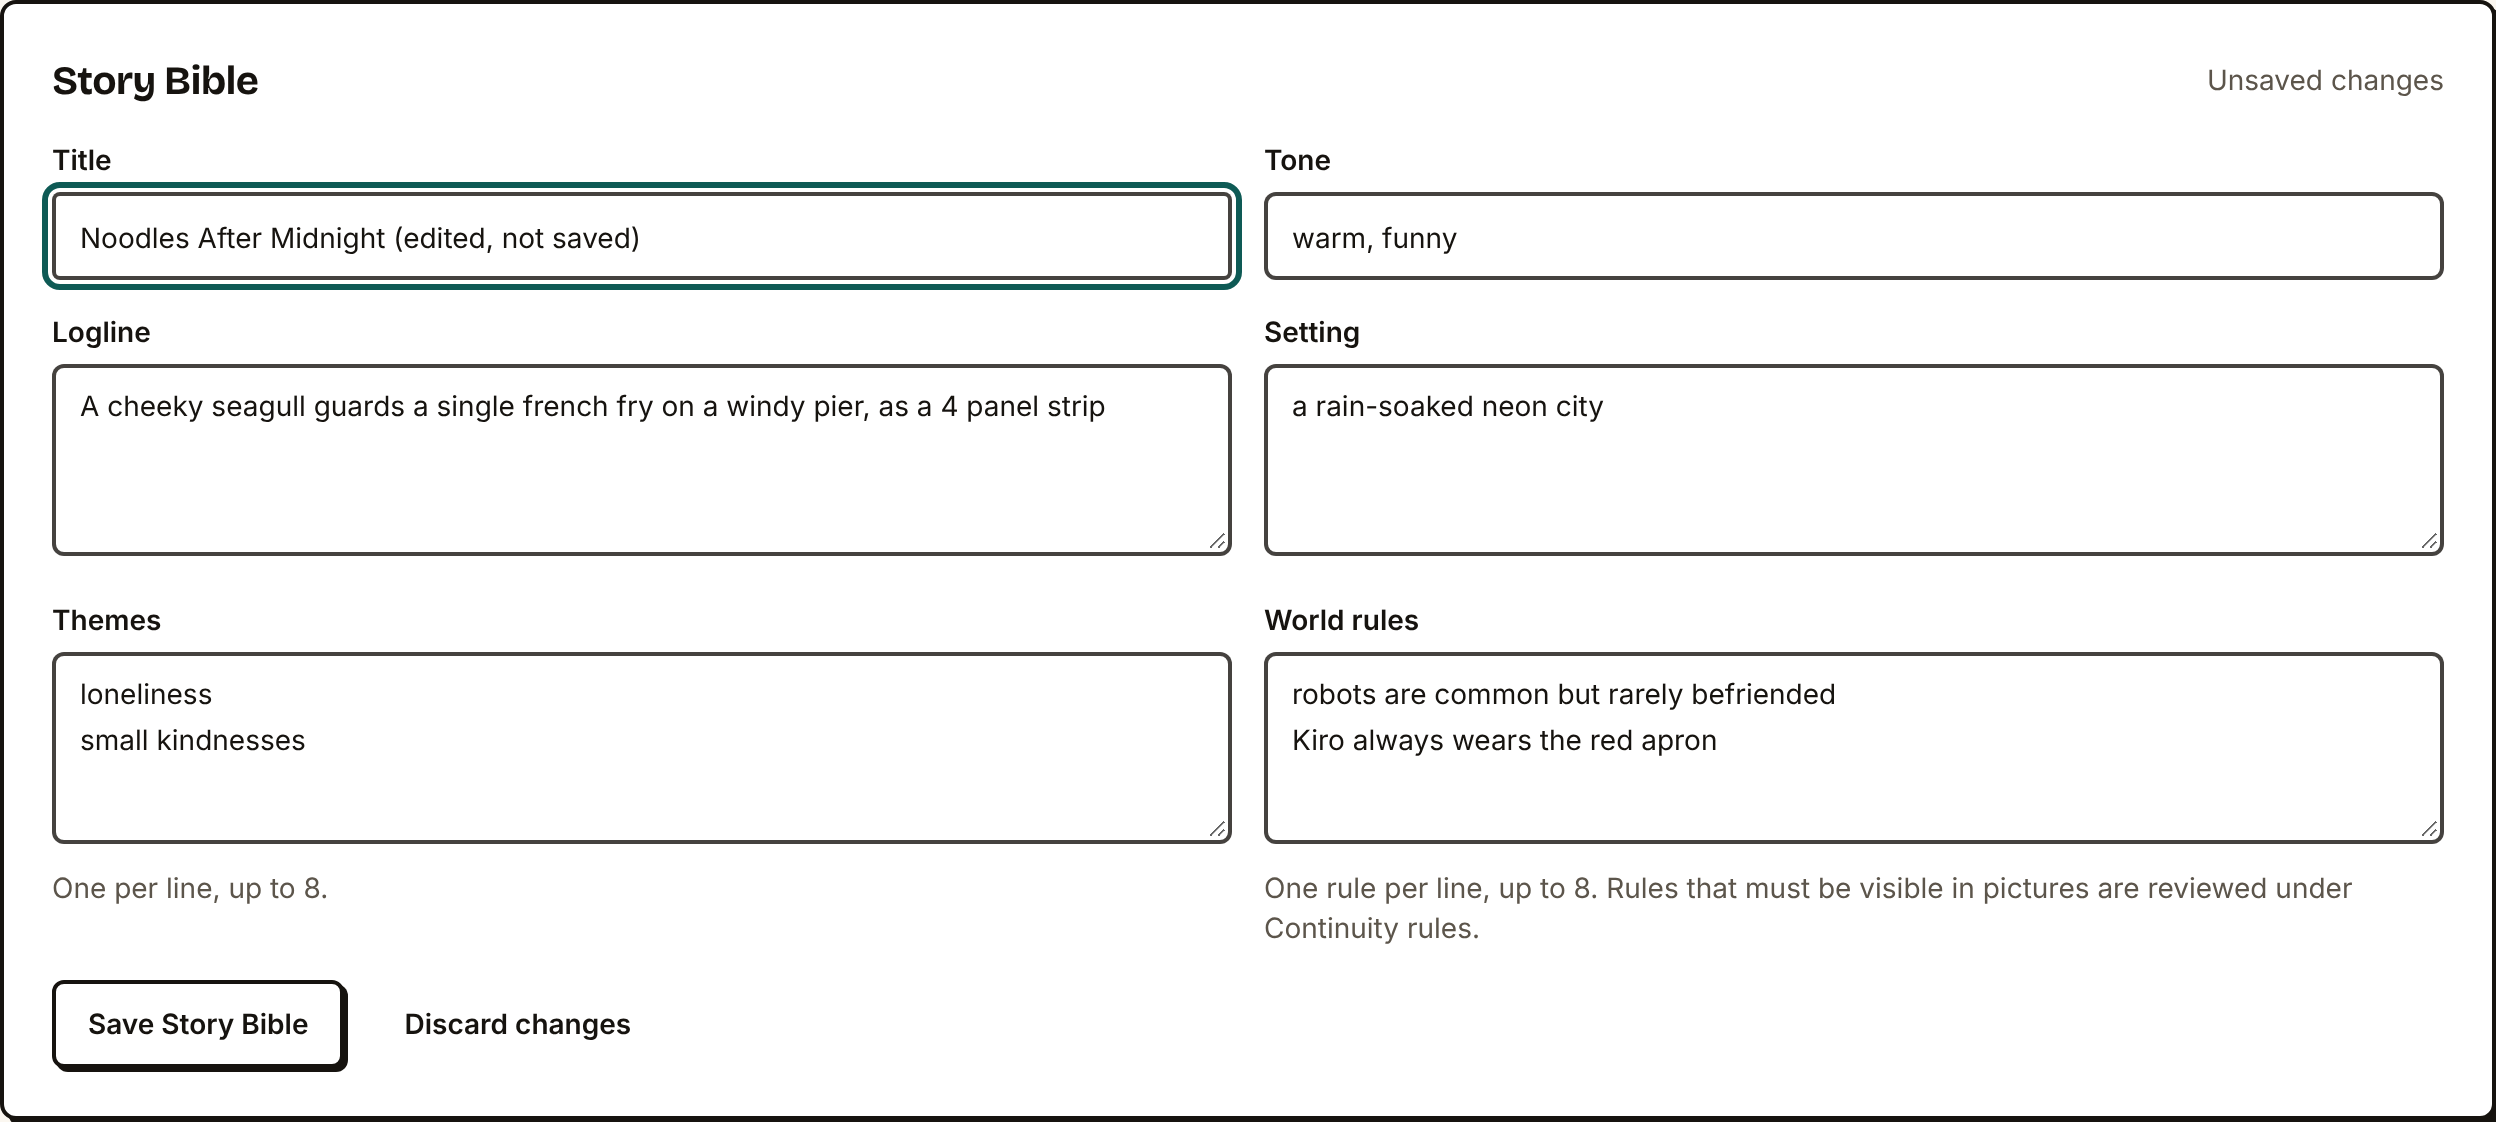 Story Bible
Unsaved changes
Title
Tone
Noodles After Midnight (edited, not saved)
warm, funny
Logline
Setting
A cheeky seagull guards a single french fry on a windy pier, as a 4 panel strip
a rain-soaked neon city
Themes
World rules
loneliness
small kindnesses
robots are common but rarely befriended
Kiro always wears the red apron
One per line, up to 8.
One rule per line, up to 8. Rules that must be visible in pictures are reviewed under
Continuity rules.
Save Story Bible
Discard changes